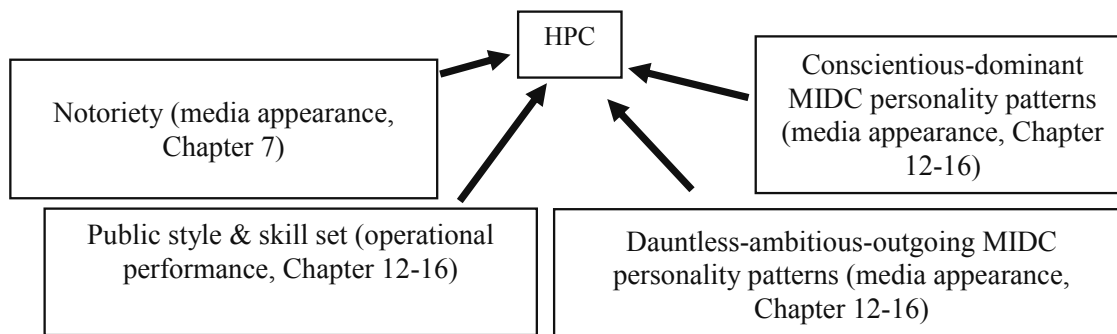 HPC
Notoriety (media appearance,
Chapter 7)
Conscientious-dominant
MIDC personality patterns
(media appearance, Chapter
12-16)
Public style & skill set (operational
performance, Chapter 12-16)
Dauntless-ambitious-outgoing MIDC
personality patterns (media appearance,
Chapter 12-16)